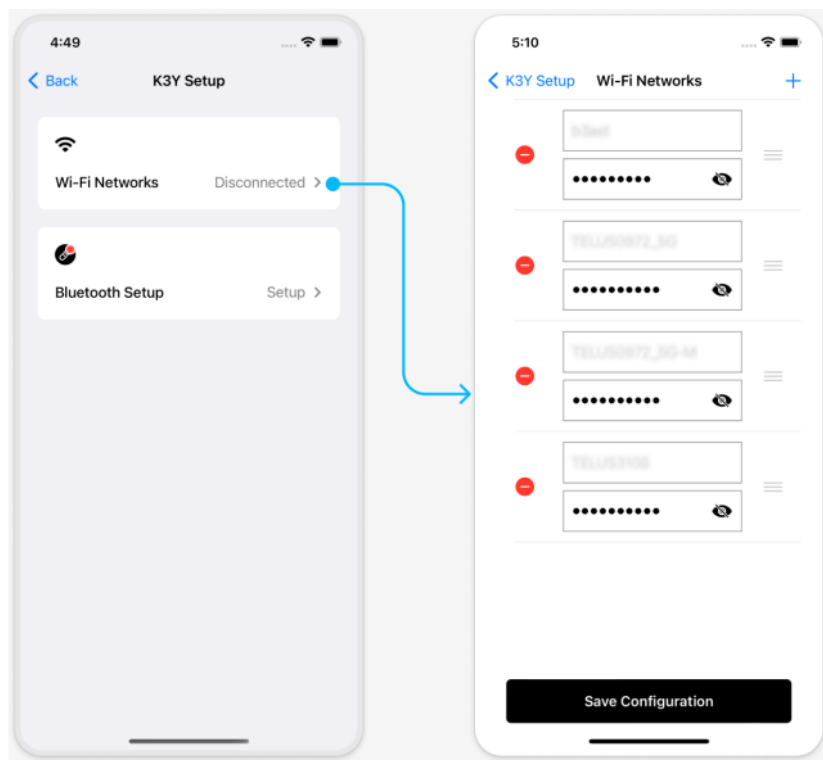 4:49
Back K3Y Setup
Wi-Fi Networks Disconnected
Bluetooth Setup Setup
5:10
K3Y Setup Wi-Fi Networks +
•••••••••
••••••••••
••••••••••
••••••••••
Save Configuration